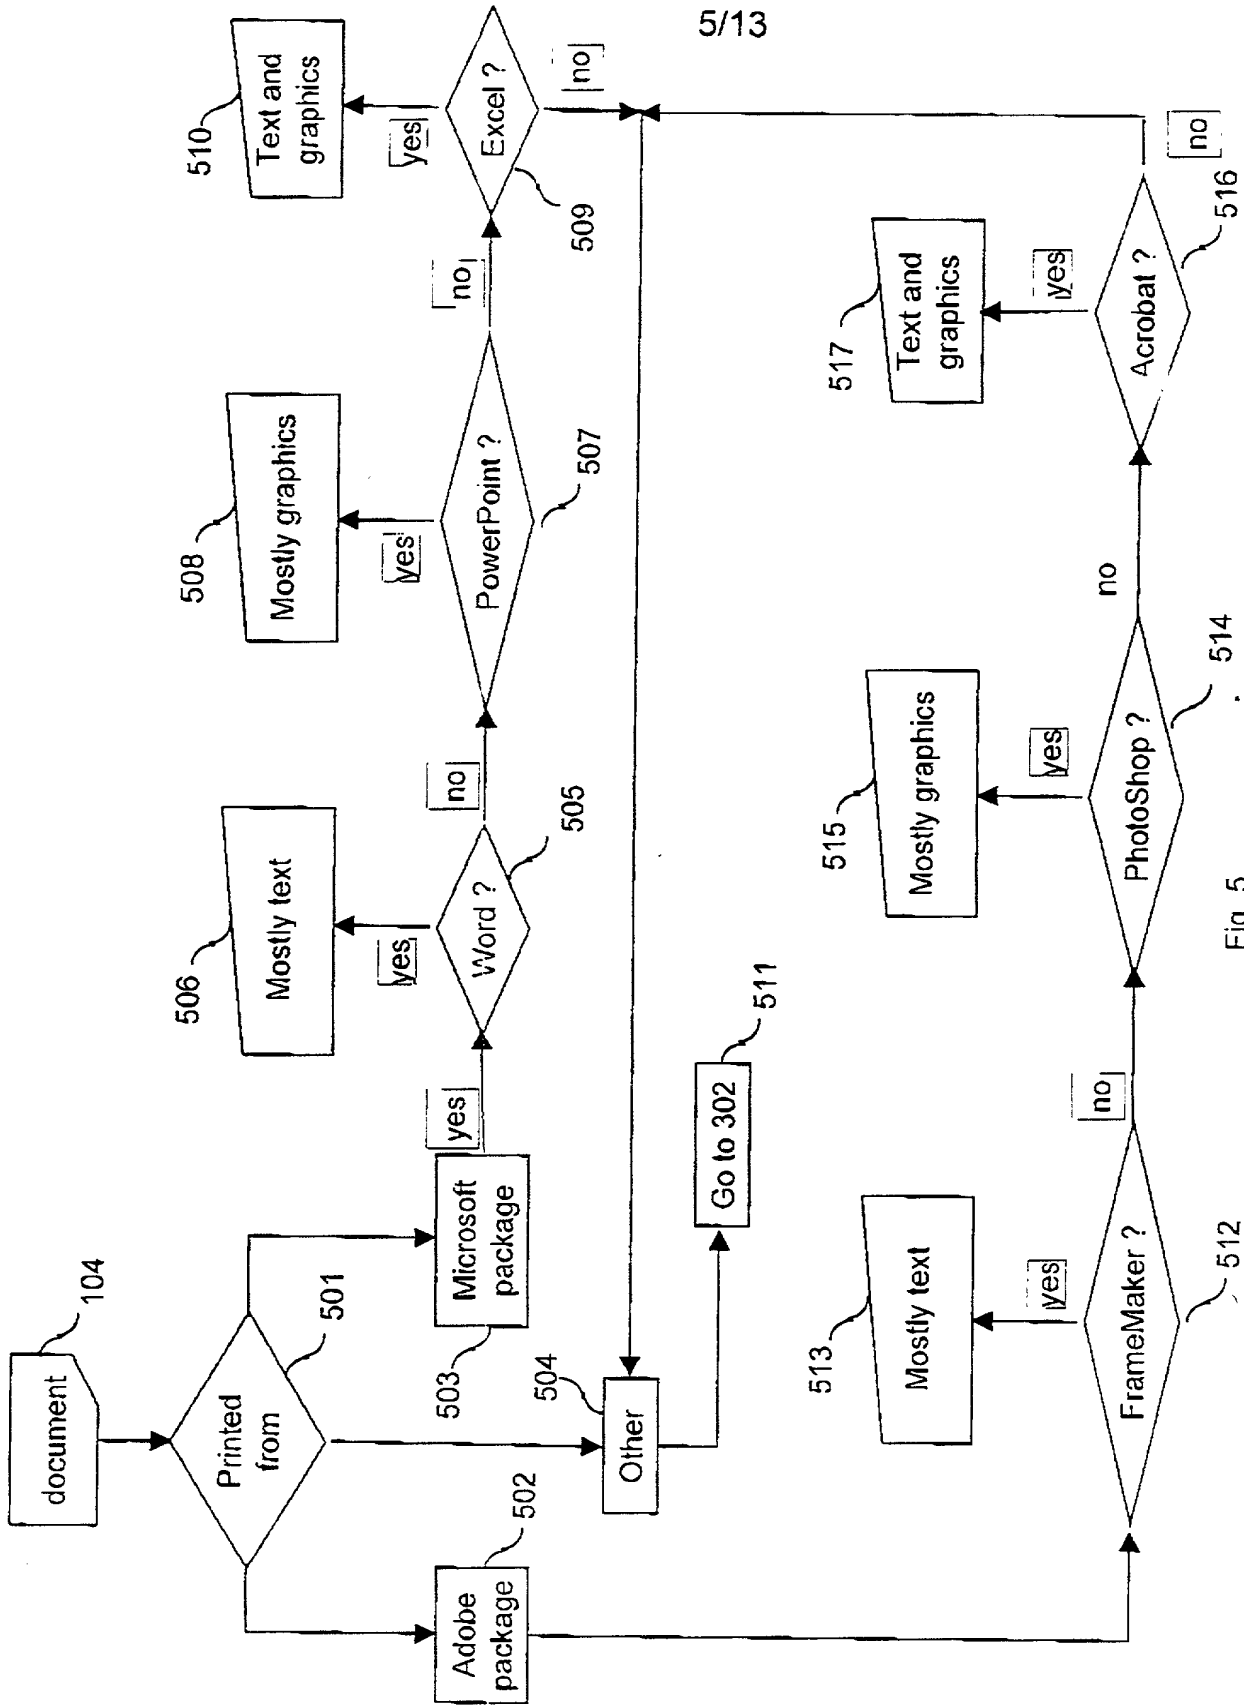 5/13
document
104
Printed
from
501
Adobe
package
502
Microsoft
package
503
Other
504
Go to 302
511
yes
Word ?
505
yes
Mostly text
506
no
PowerPoint ?
507
yes
Mostly graphics
508
no
Excel ?
509
yes
Text and
graphics
510
no
FrameMaker ?
512
yes
Mostly text
513
no
PhotoShop ?
514
yes
Mostly graphics
515
no
Acrobat ?
516
yes
Text and
graphics
517
no
Fig. 5